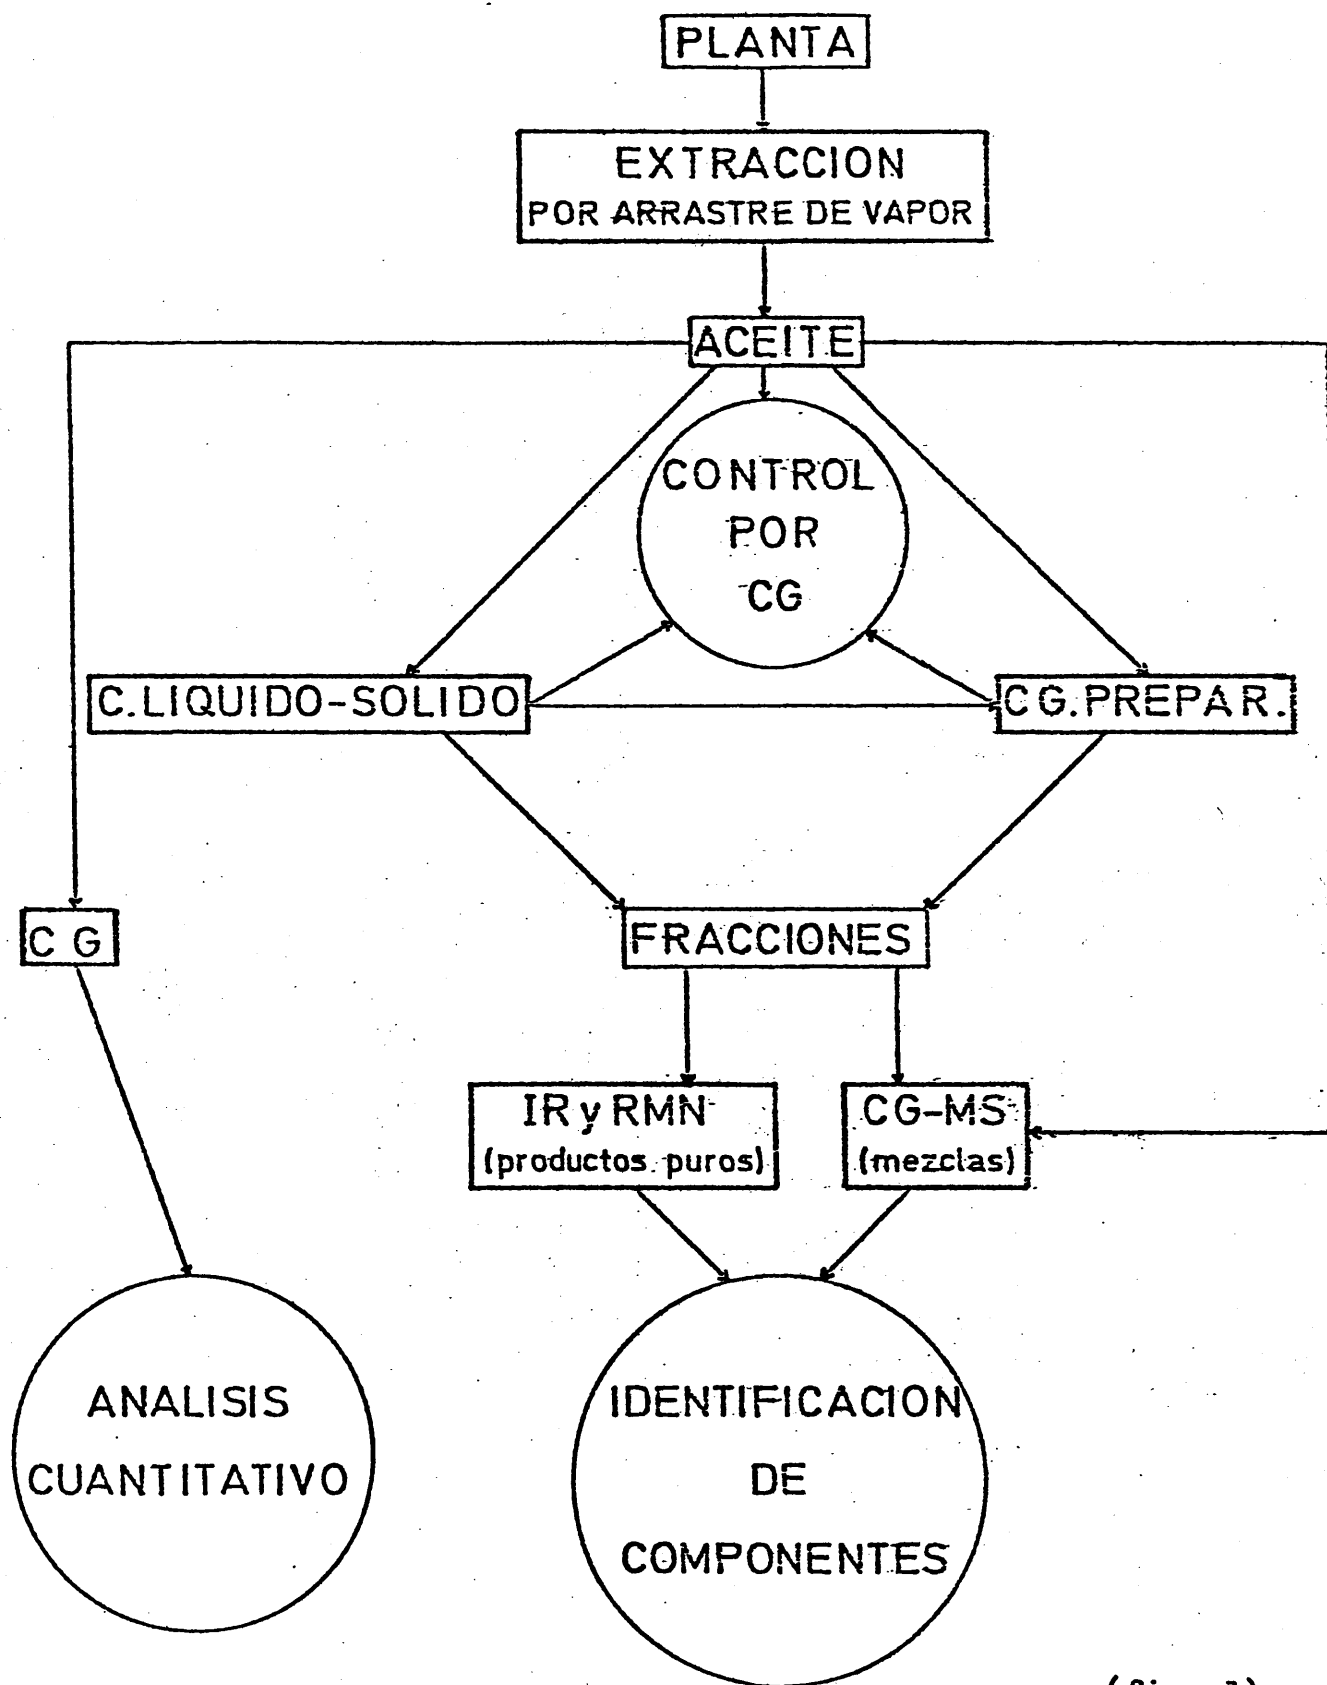 PLANTA
EXTRACCION
POR ARRASTRE DE VAPOR
ACEITE
CONTROL
POR
CG
C.LIQUIDO-SOLIDO
CG.PREPAR.
CG
FRACCIONES
IR y RMN
(productos puros)
CG-MS
(mezclas)
ANALISIS
CUANTITATIVO
IDENTIFICACION
DE
COMPONENTES